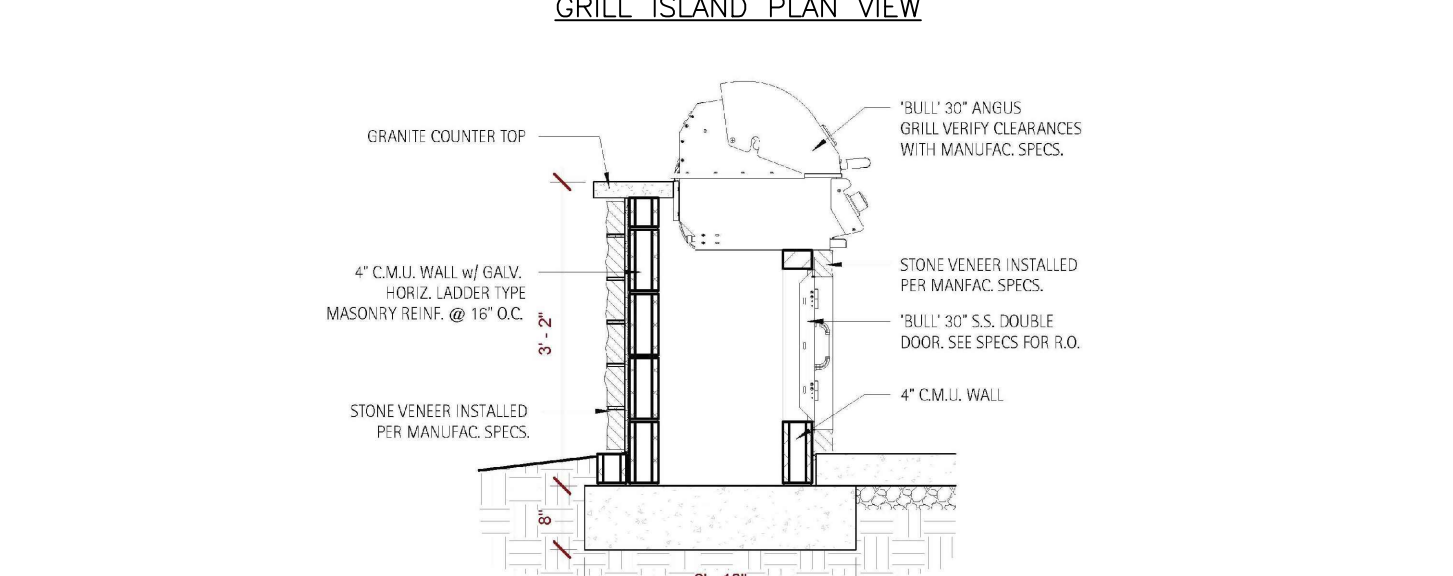 GRILL ISLAND PLAN VIEW
'BULL' 30" ANGUS
GRILL VERIFY CLEARANCES
WITH MANUFAC. SPECS.
GRANITE COUNTER TOP
4" C.M.U. WALL w/ GALV.
HORIZ. LADDER TYPE
MASONRY REINF. @ 16" O.C.
3' - 2"
STONE VENEER INSTALLED
PER MANFAC. SPECS.
'BULL' 30" S.S. DOUBLE
DOOR. SEE SPECS FOR R.O.
4" C.M.U. WALL
STONE VENEER INSTALLED
PER MANUFAC. SPECS.
8"